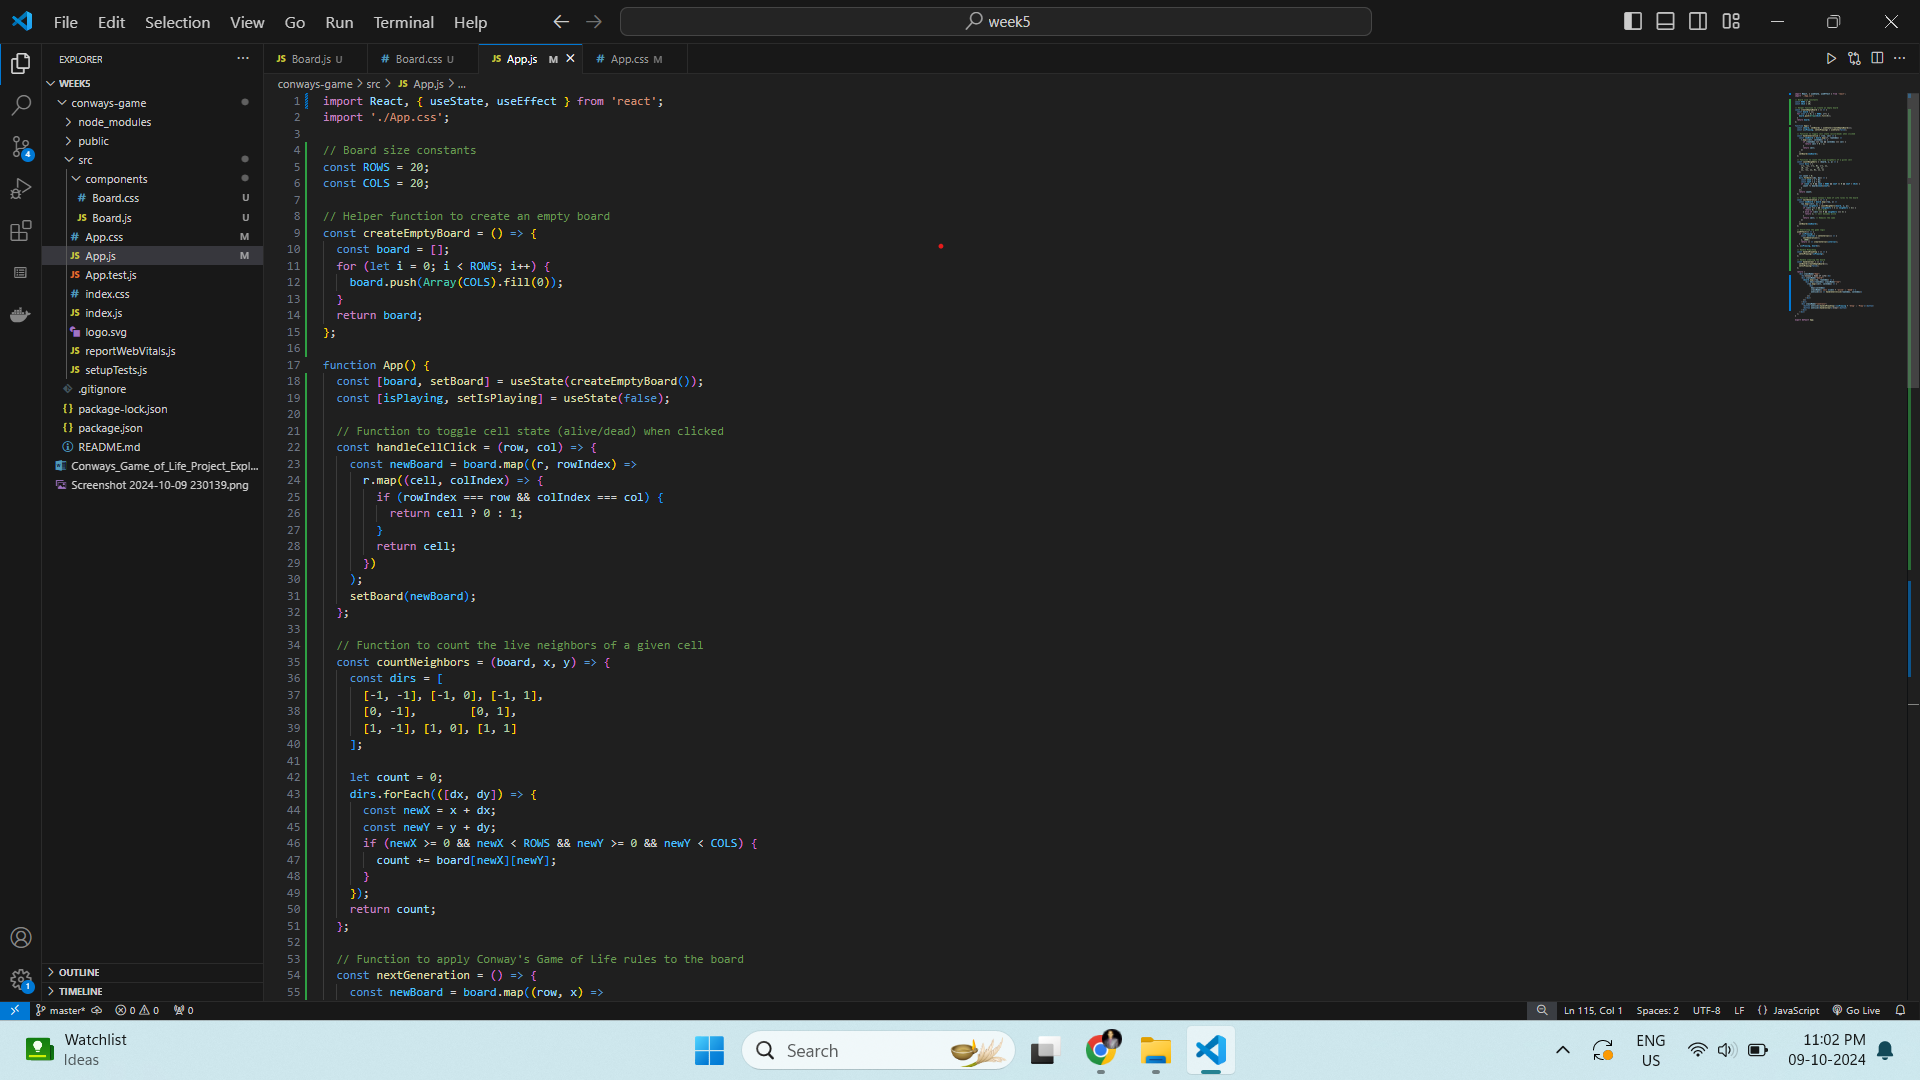 File Edit Selection View Go Run Terminal Help
week5
EXPLORER
WEEK5
conways-game
node_modules
public
src
components
# Board.css U
JS Board.js U
# App.css M
JS App.js M
JS App.test.js
# index.css
JS index.js
logo.svg
JS reportWebVitals.js
JS setupTests.js
.gitignore
{} package-lock.json
{} package.json
README.md
Conways_Game_of_Life_Project_Expl...
Screenshot 2024-10-09 230139.png
OUTLINE
TIMELINE
JS Board.js U # Board.css U JS App.js M # App.css M
conways-game > src > JS App.js > ...
1 import React, { useState, useEffect } from 'react';
2 import './App.css';
3
4 // Board size constants
5 const ROWS = 20;
6 const COLS = 20;
7
8 // Helper function to create an empty board
9 const createEmptyBoard = () => {
10 const board = [];
11 for (let i = 0; i < ROWS; i++) {
12 board.push(Array(COLS).fill(0));
13 }
14 return board;
15 };
16
17 function App() {
18 const [board, setBoard] = useState(createEmptyBoard());
19 const [isPlaying, setIsPlaying] = useState(false);
20
21 // Function to toggle cell state (alive/dead) when clicked
22 const handleCellClick = (row, col) => {
23 const newBoard = board.map((r, rowIndex) =>
24 r.map((cell, colIndex) => {
25 if (rowIndex === row && colIndex === col) {
26 return cell ? 0 : 1;
27 }
28 return cell;
29 })
30 );
31 setBoard(newBoard);
32 };
33
34 // Function to count the live neighbors of a given cell
35 const countNeighbors = (board, x, y) => {
36 const dirs = [
37 [-1, -1], [-1, 0], [-1, 1],
38 [0, -1], [0, 1],
39 [1, -1], [1, 0], [1, 1]
40 ];
41
42 let count = 0;
43 dirs.forEach(([dx, dy]) => {
44 const newX = x + dx;
45 const newY = y + dy;
46 if (newX >= 0 && newX < ROWS && newY >= 0 && newY < COLS) {
47 count += board[newX][newY];
48 }
49 });
50 return count;
51 };
52
53 // Function to apply Conway's Game of Life rules to the board
54 const nextGeneration = () => {
55 const newBoard = board.map((row, x) =>
4
1
master* 0 0 0 Ln 115, Col 1 Spaces: 2 UTF-8 LF {} JavaScript Go Live
Watchlist
Ideas
Search
ENG
US
11:02 PM
09-10-2024